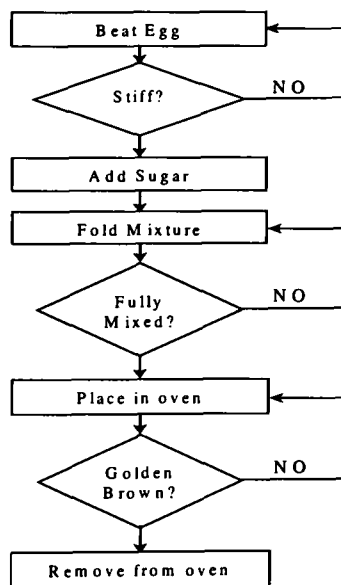 Beat Egg
Stiff?
NO
Add Sugar
Fold Mixture
Fully
Mixed?
NO
Place in oven
Golden
Brown?
NO
Remove from oven